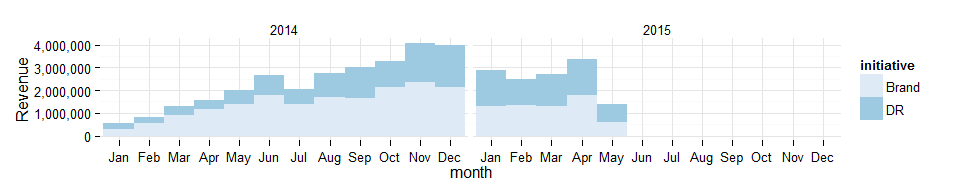 2014 2015
4,000,000
3,000,000
2,000,000
1,000,000
0
Revenue
Jan Feb Mar Apr May Jun Jul Aug Sep Oct Nov Dec Jan Feb Mar Apr May Jun Jul Aug Sep Oct Nov Dec
month
initiative
Brand
DR